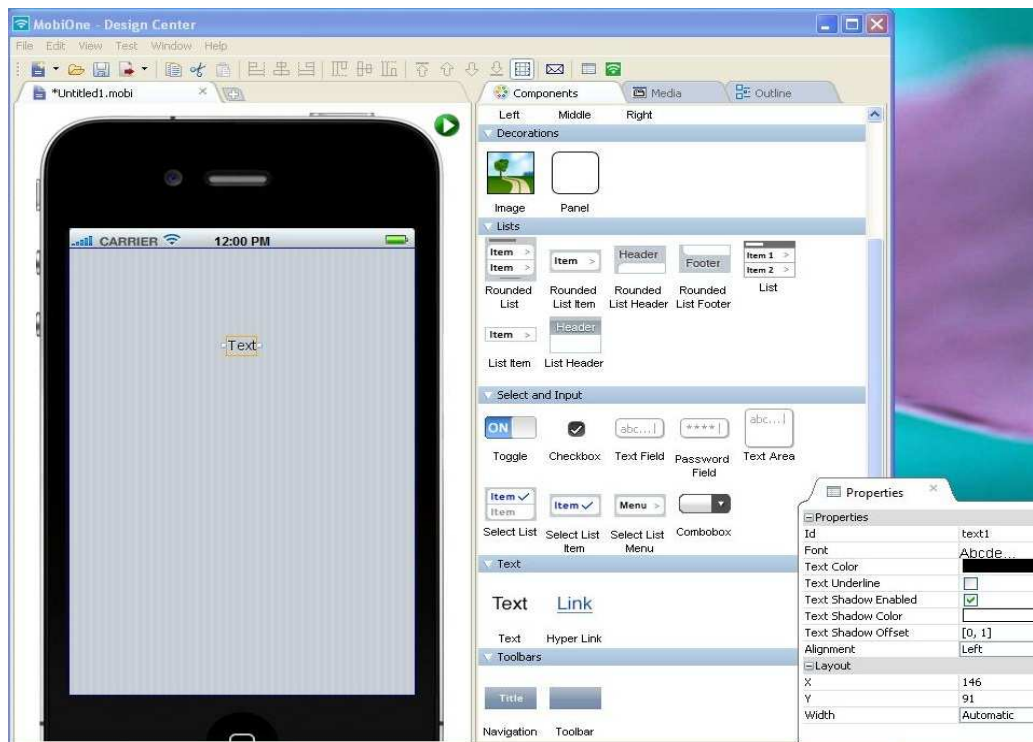 MobiOne - Design Center
File Edit View Test Window Help
*Untitled1.mobi
Components Media Outline
Left Middle Right
Decorations
Image Panel
Lists
Item >
Item >
Item >
Header
Footer
Item 1 >
Item 2 >
Rounded List
Rounded List Item
Rounded List Header
Rounded List Footer
List
Item >
Header
List Item
List Header
Select and Input
ON
abc...|
****|
abc...|
Toggle
Checkbox
Text Field
Password Field
Text Area
Item
Item
Item
Menu >
Select List
Select List Item
Select List Menu
Combobox
Text
Text Link
Text Hyper Link
Toolbars
Title
Navigation Toolbar
CARRIER 12:00 PM
Text
Properties
Properties
Id text1
Font Abcde...
Text Color
Text Underline
Text Shadow Enabled
Text Shadow Color
Text Shadow Offset [0, 1]
Alignment Left
Layout
X 146
Y 91
Width Automatic